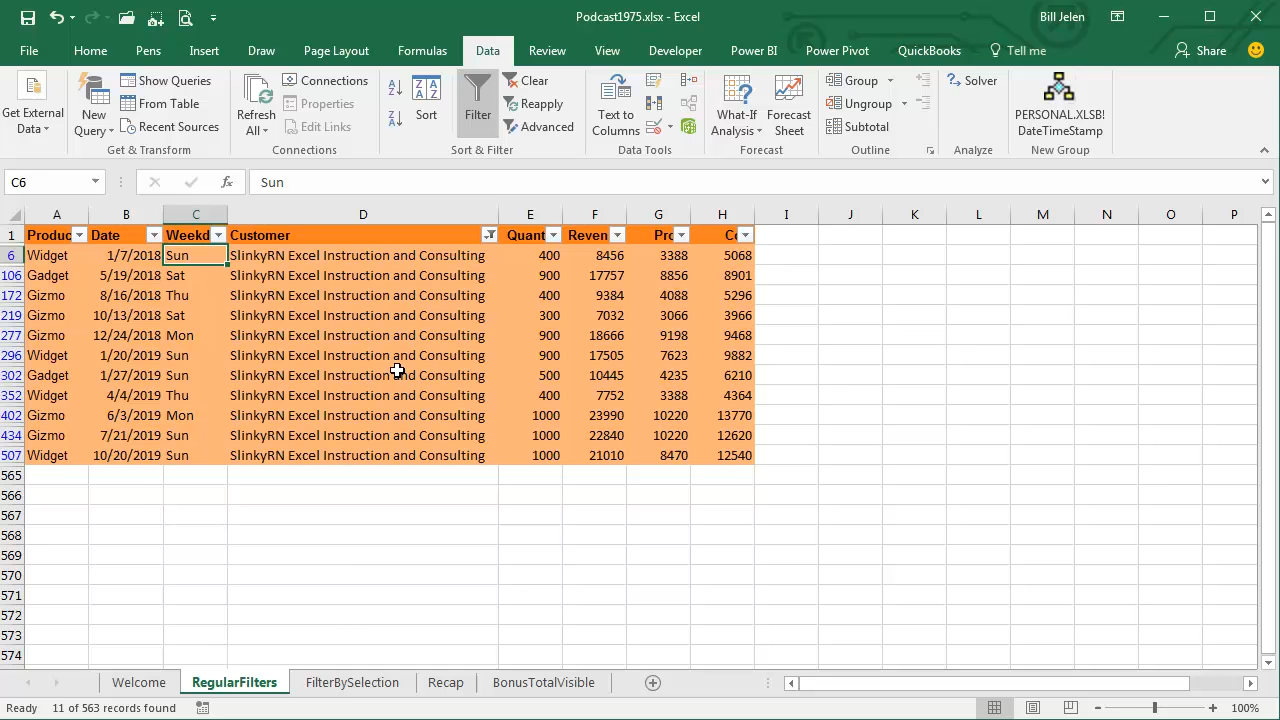 Podcast1975.xlsx - Excel
Bill Jelen
File Home Pens Insert Draw Page Layout Formulas Data Review View Developer Power BI Power Pivot QuickBooks Tell me Share
Get External Data
New Query
Show Queries
From Table
Recent Sources
Get & Transform
Refresh All
Connections
Properties
Edit Links
Connections
Sort
Filter
Clear
Reapply
Advanced
Sort & Filter
Text to Columns
Data Tools
What-If Analysis
Forecast Sheet
Forecast
Group
Ungroup
Subtotal
Outline
Solver
Analyze
PERSONAL.XLSB!
DateTimeStamp
New Group
C6 fx Sun
A B C D E F G H I J K L M N O P
1 Produc Date Weekd Customer Quant Reven Pro Co
6 Widget 1/7/2018 Sun SlinkyRN Excel Instruction and Consulting 400 8456 3388 5068
106 Gadget 5/19/2018 Sat SlinkyRN Excel Instruction and Consulting 900 17757 8856 8901
172 Gizmo 8/16/2018 Thu SlinkyRN Excel Instruction and Consulting 400 9384 4088 5296
219 Gizmo 10/13/2018 Sat SlinkyRN Excel Instruction and Consulting 300 7032 3066 3966
277 Gizmo 12/24/2018 Mon SlinkyRN Excel Instruction and Consulting 900 18666 9198 9468
296 Widget 1/20/2019 Sun SlinkyRN Excel Instruction and Consulting 900 17505 7623 9882
302 Gadget 1/27/2019 Sun SlinkyRN Excel Instruction and Consulting 500 10445 4235 6210
352 Widget 4/4/2019 Thu SlinkyRN Excel Instruction and Consulting 400 7752 3388 4364
402 Gizmo 6/3/2019 Mon SlinkyRN Excel Instruction and Consulting 1000 23990 10220 13770
434 Gizmo 7/21/2019 Sun SlinkyRN Excel Instruction and Consulting 1000 22840 10220 12620
507 Widget 10/20/2019 Sun SlinkyRN Excel Instruction and Consulting 1000 21010 8470 12540
565
566
567
568
569
570
571
572
573
574
Welcome RegularFilters FilterBySelection Recap BonusTotalVisible
Ready 11 of 563 records found 100%